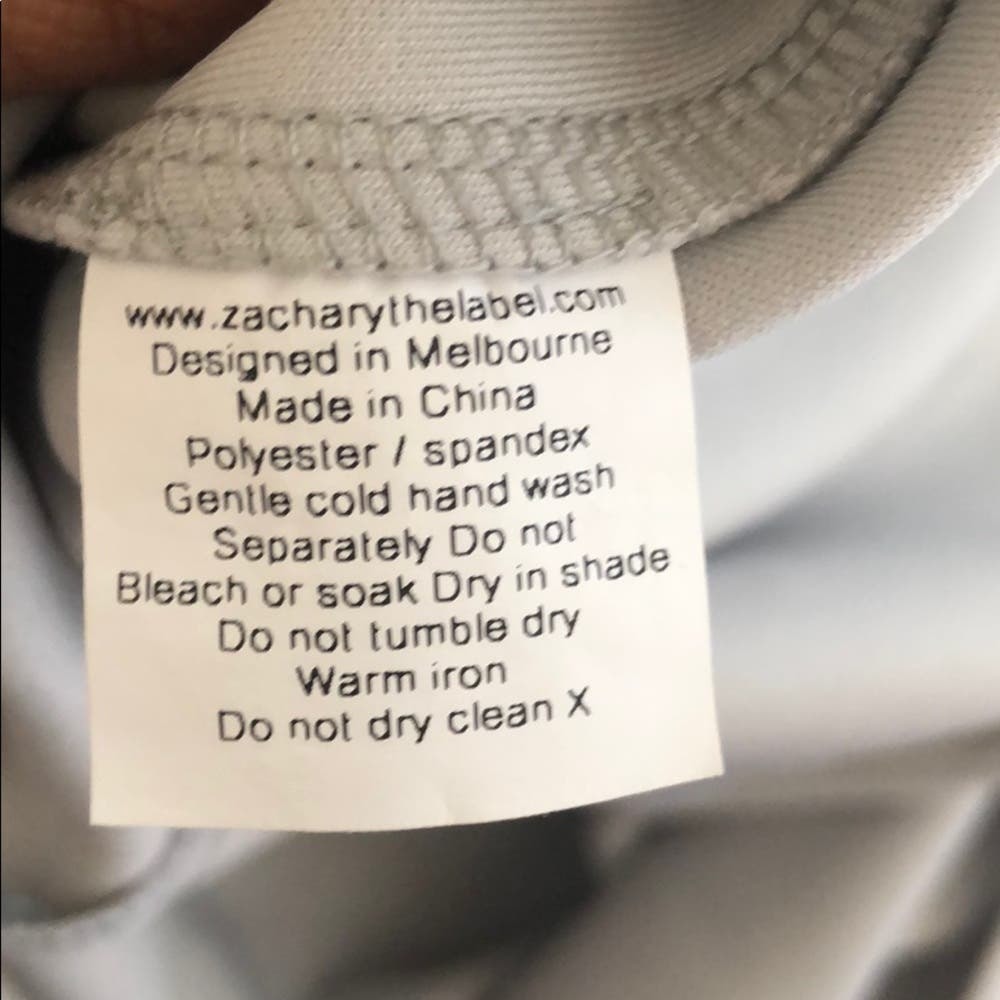 www.zacharythelabel.com
Designed in Melbourne
Made in China
Polyester / spandex
Gentle cold hand wash
Separately Do not
Bleach or soak Dry in shade
Do not tumble dry
Warm iron
Do not dry clean X